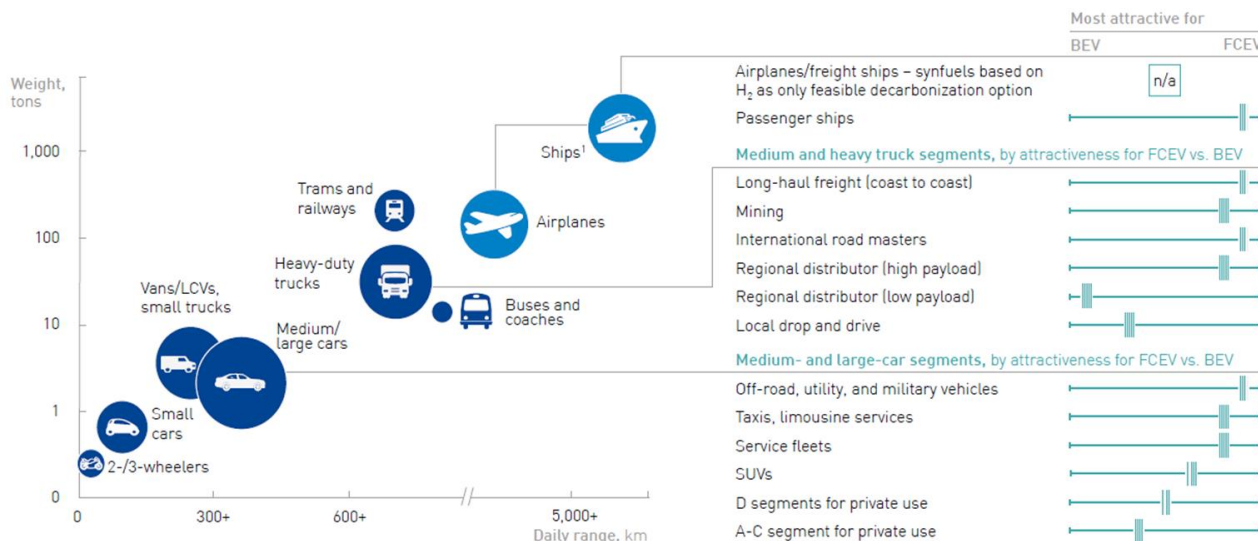 Most attractive for
BEV FCEV
Weight,
tons
1,000
100
10
1
0
0
300+
600+
5,000+
Daily range, km
Ships¹
Airplanes
Trams and
railways
Heavy-duty
trucks
Buses and
coaches
Vans/LCVs,
small trucks
Medium/
large cars
Small
cars
2-/3-wheelers
Airplanes/freight ships – synfuels based on
H₂ as only feasible decarbonization option
n/a
Passenger ships
Medium and heavy truck segments, by attractiveness for FCEV vs. BEV
Long-haul freight (coast to coast)
Mining
International road masters
Regional distributor (high payload)
Regional distributor (low payload)
Local drop and drive
Medium- and large-car segments, by attractiveness for FCEV vs. BEV
Off-road, utility, and military vehicles
Taxis, limousine services
Service fleets
SUVs
D segments for private use
A-C segment for private use